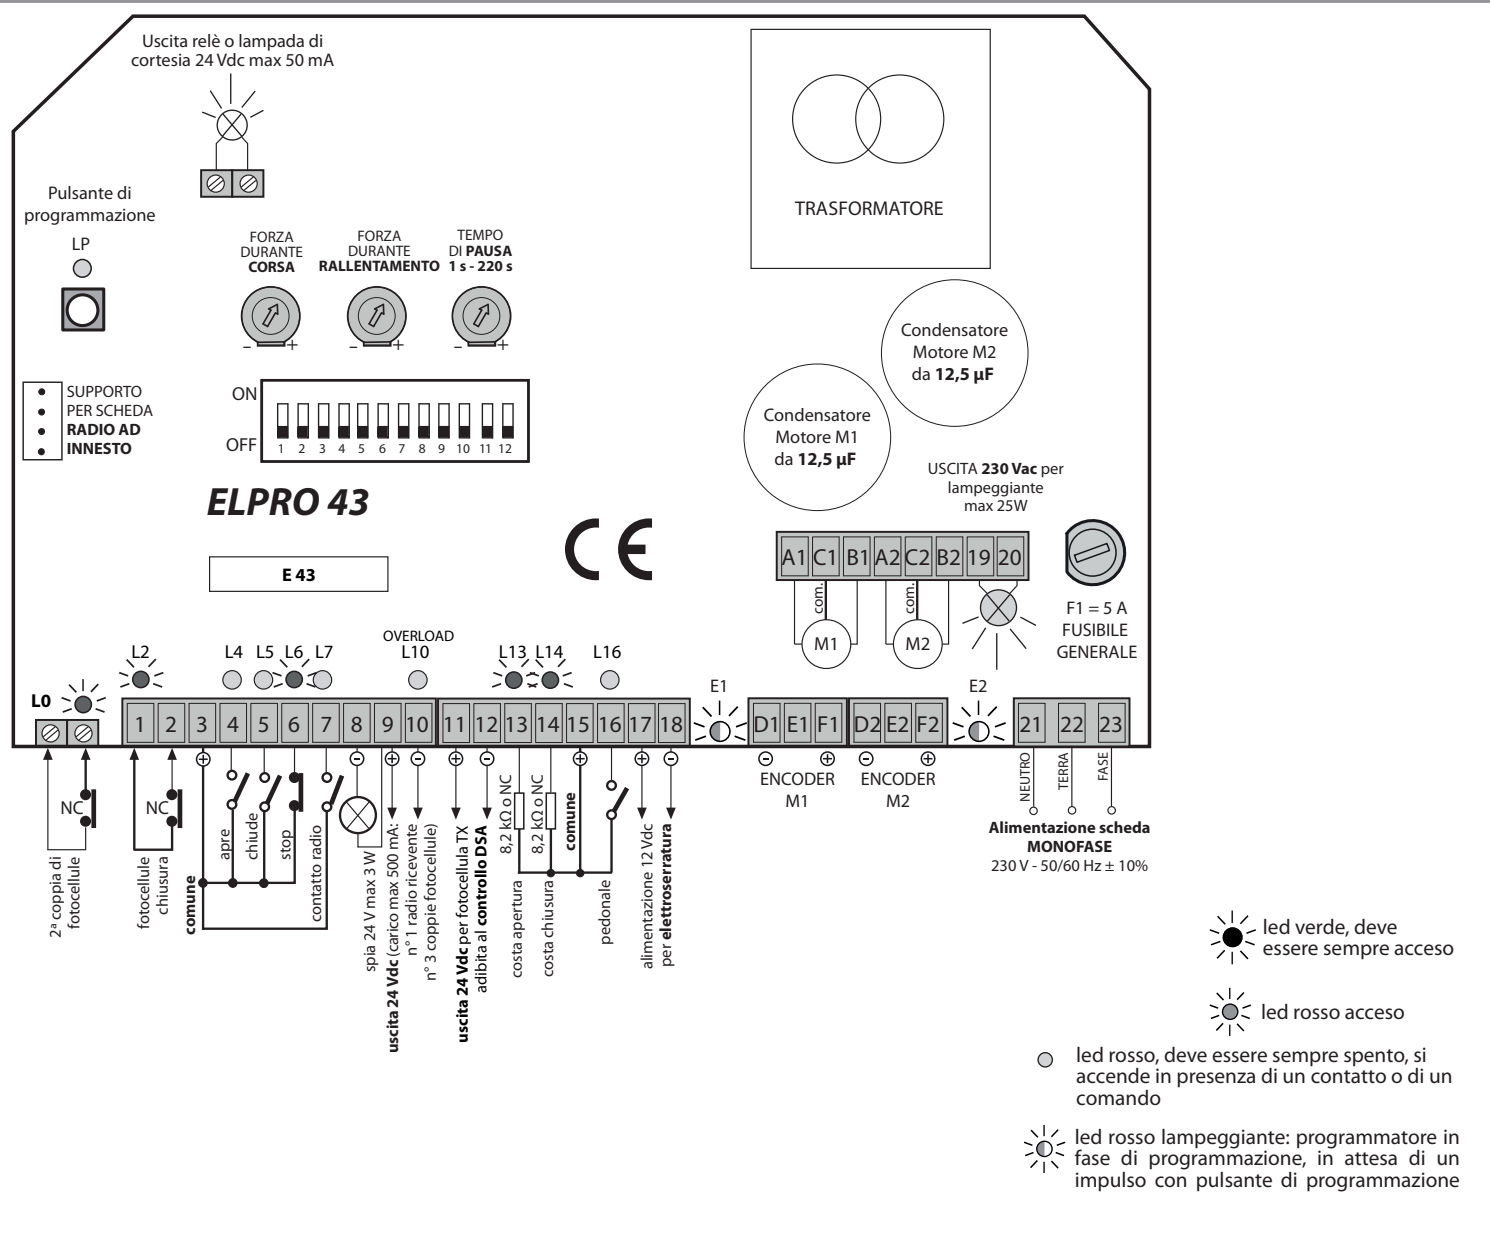 Uscita relè o lampada di
cortesia 24 Vdc max 50 mA
Pulsante di
programmazione
LP
FORZA
DURANTE
CORSA
FORZA
DURANTE
RALLENTAMENTO
TEMPO
DI PAUSA
1 s - 220 s
− +
− +
− +
TRASFORMATORE
Condensatore
Motore M2
da 12,5 µF
Condensatore
Motore M1
da 12,5 µF
SUPPORTO
PER SCHEDA
RADIO AD
INNESTO
ON
OFF
1 2 3 4 5 6 7 8 9 10 11 12
ELPRO 43
CE
E 43
USCITA 230 Vac per
lampeggiante
max 25W
A1 C1 B1 A2 C2 B2 19 20
com.
com.
M1
M2
F1 = 5 A
FUSIBILE
GENERALE
OVERLOAD
L0
L2
L4 L5 L6 L7
L10
L13 L14
L16
E1
E2
1 2 3 4 5 6 7 8 9 10 11 12 13 14 15 16 17 18
D1 E1 F1 D2 E2 F2
21 22 23
− +
ENCODER
M1
− +
ENCODER
M2
NEUTRO
TERRA
FASE
Alimentazione scheda
MONOFASE
230 V - 50/60 Hz ± 10%
NC
2ª coppia di
fotocellule
NC
fotocellule
chiusura
+
comune
apre
chiude
stop
contatto radio
−
spia 24 V max 3 W
+
−
uscita 24 Vdc (carico max 500 mA:
n° 1 radio ricevente
n° 3 coppie fotocellule)
+
−
uscita 24 Vdc per fotocellula TX
adibita al controllo DSA
8,2 kΩ o NC
costa apertura
8,2 kΩ o NC
costa chiusura
+
comune
pedonale
+
−
alimentazione 12 Vdc
per elettroserratura
led verde, deve
essere sempre acceso
led rosso acceso
led rosso, deve essere sempre spento, si
accende in presenza di un contatto o di un
comando
led rosso lampeggiante: programmatore in
fase di programmazione, in attesa di un
impulso con pulsante di programmazione